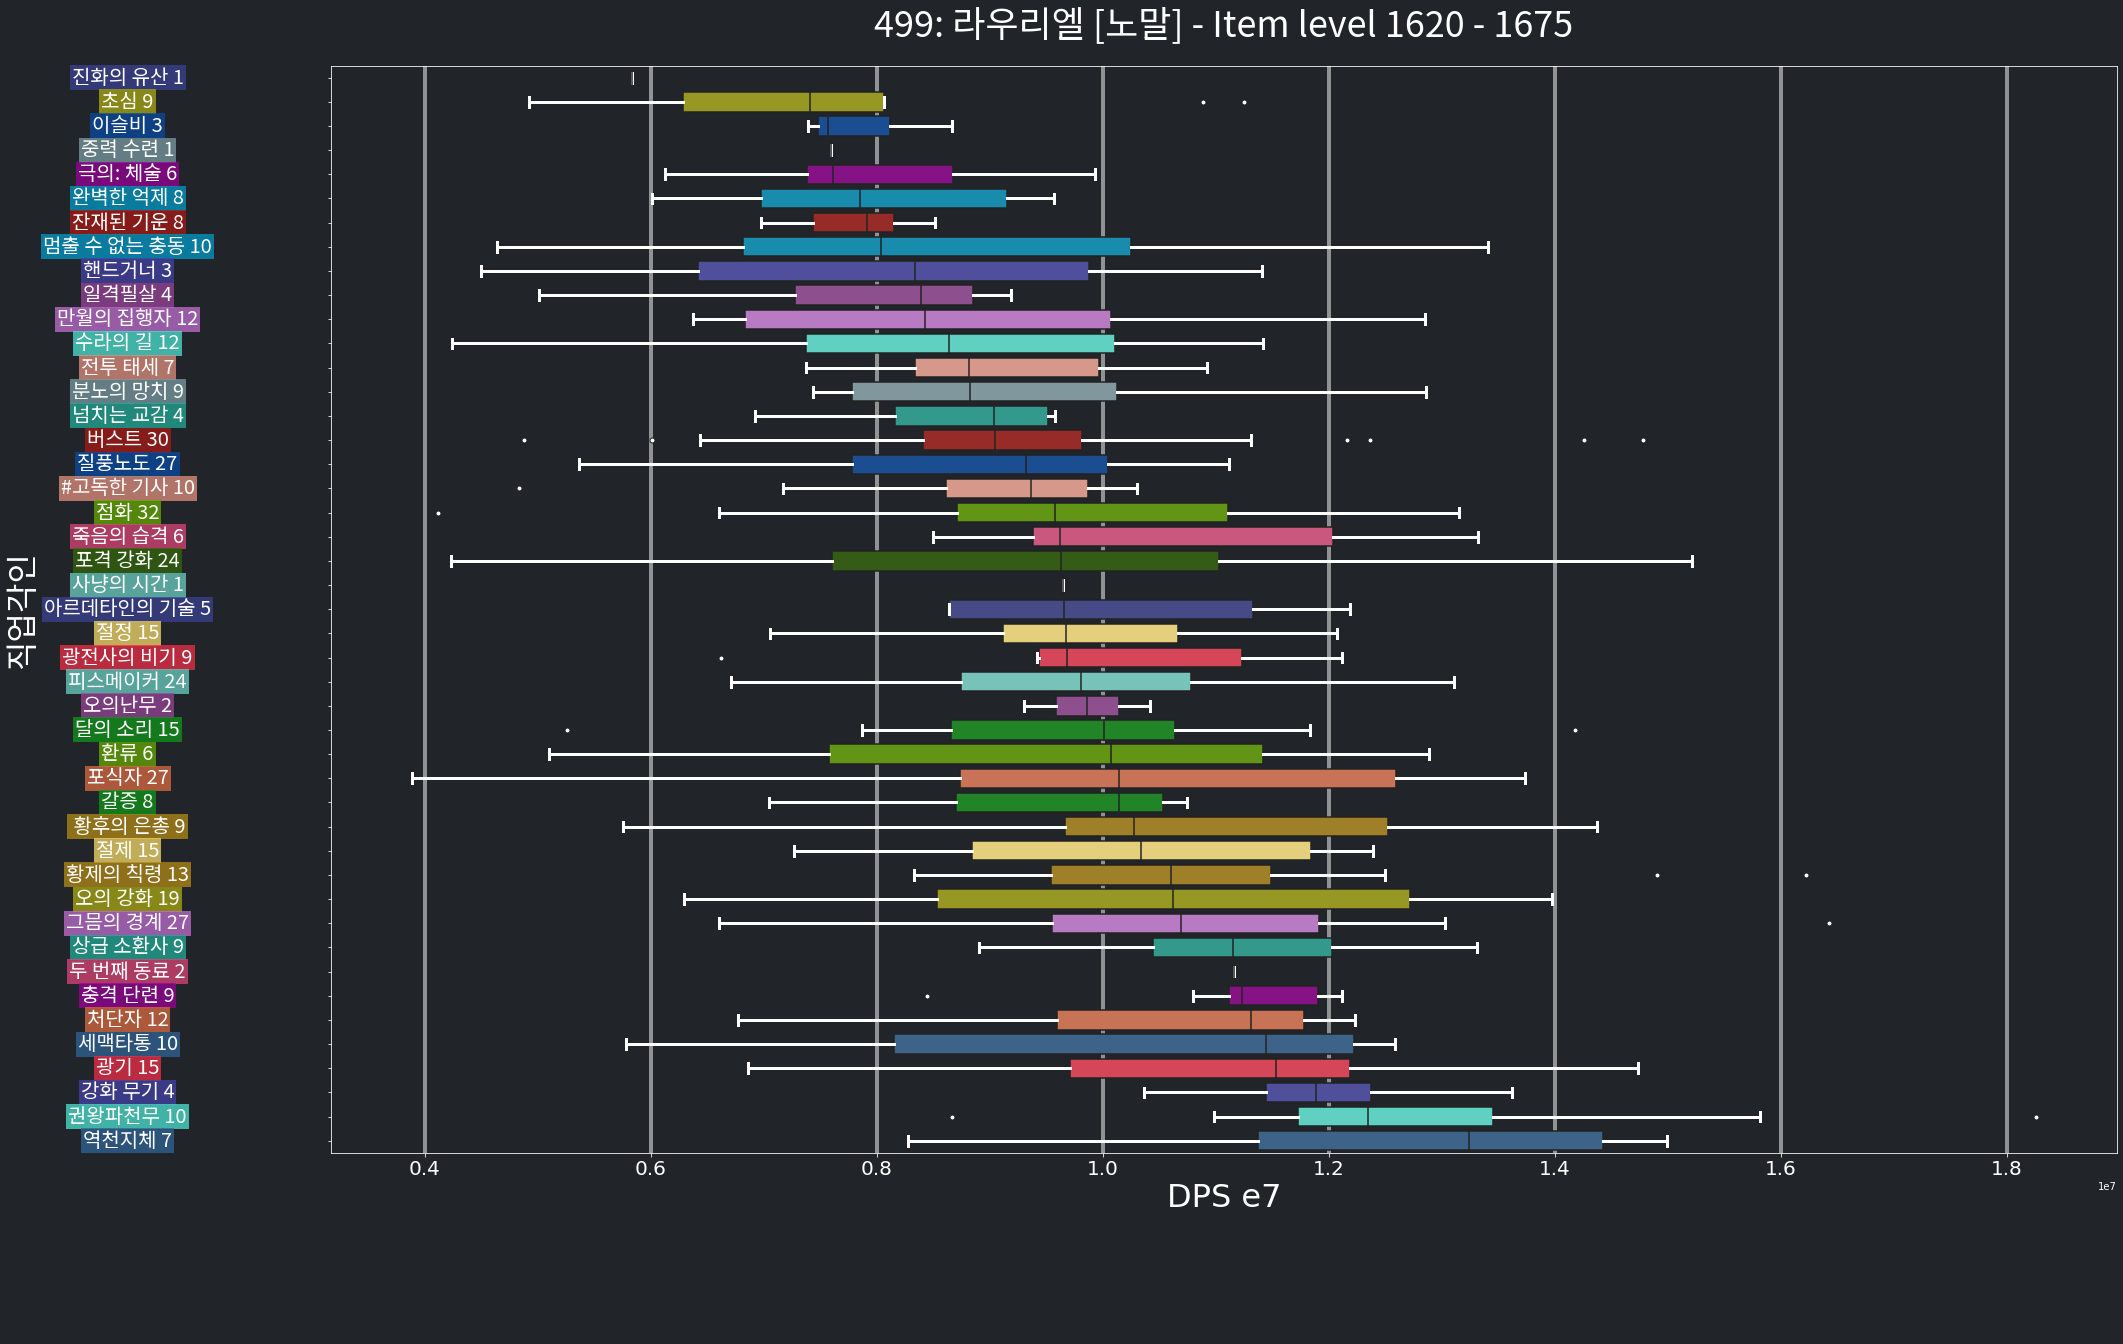 499: 라우리엘 [노말] - Item level 1620 - 1675
진화의 유산 1
초심 9
이슬비 3
중력 수련 1
극의: 체술 6
완벽한 억제 8
잔재된 기운 8
멈출 수 없는 충동 10
핸드거너 3
일격필살 4
만월의 집행자 12
수라의 길 12
전투 태세 7
분노의 망치 9
넘치는 교감 4
버스트 30
질풍노도 27
#고독한 기사 10
점화 32
죽음의 습격 6
포격 강화 24
사냥의 시간 1
아르데타인의 기술 5
절정 15
광전사의 비기 9
피스메이커 24
오의난무 2
달의 소리 15
환류 6
포식자 27
갈증 8
황후의 은총 9
절제 15
황제의 칙령 13
오의 강화 19
그믐의 경계 27
상급 소환사 9
두 번째 동료 2
충격 단련 9
처단자 12
세맥타통 10
광기 15
강화 무기 4
권왕파천무 10
역천지체 7
직업각인
0.4 0.6 0.8 1.0 1.2 1.4 1.6 1.8
1e7
DPS e7